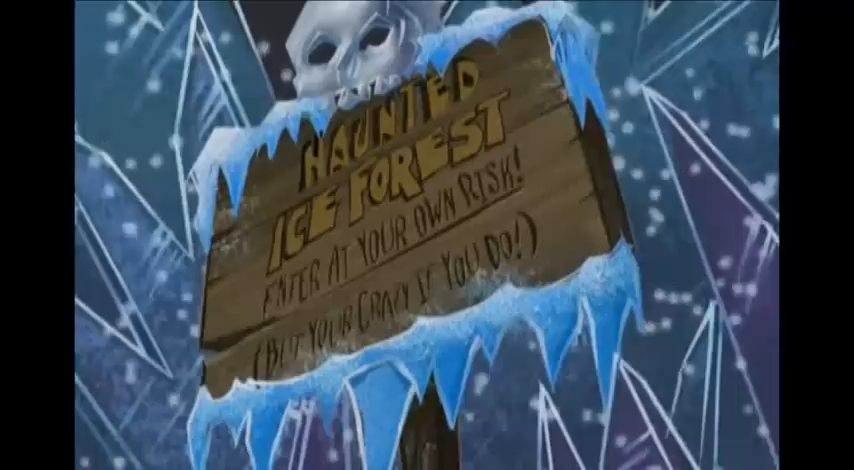 HAUNTED
ICE FOREST
ENTER AT YOUR OWN RISK!
(BUT YOUR CRAZY IF YOU DO!)